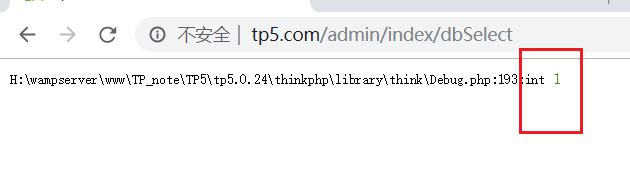 不安全 | tp5.com/admin/index/dbSelect
H:\wampserver\www\TP_note\TP5\tp5.0.24\thinkphp\library\think\Debug.php:193:int 1